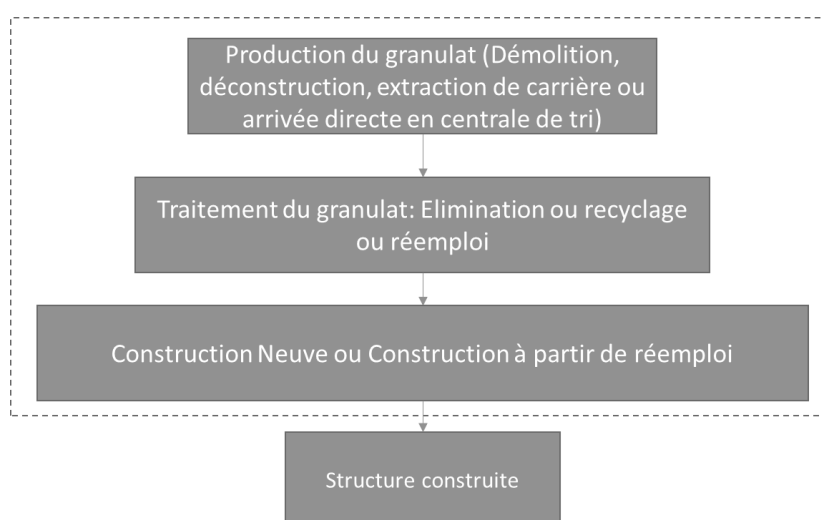 Production du granulat (Démolition,
déconstruction, extraction de carrière ou
arrivée directe en centrale de tri)
Traitement du granulat: Elimination ou recyclage
ou réemploi
Construction Neuve ou Construction à partir de réemploi
Structure construite